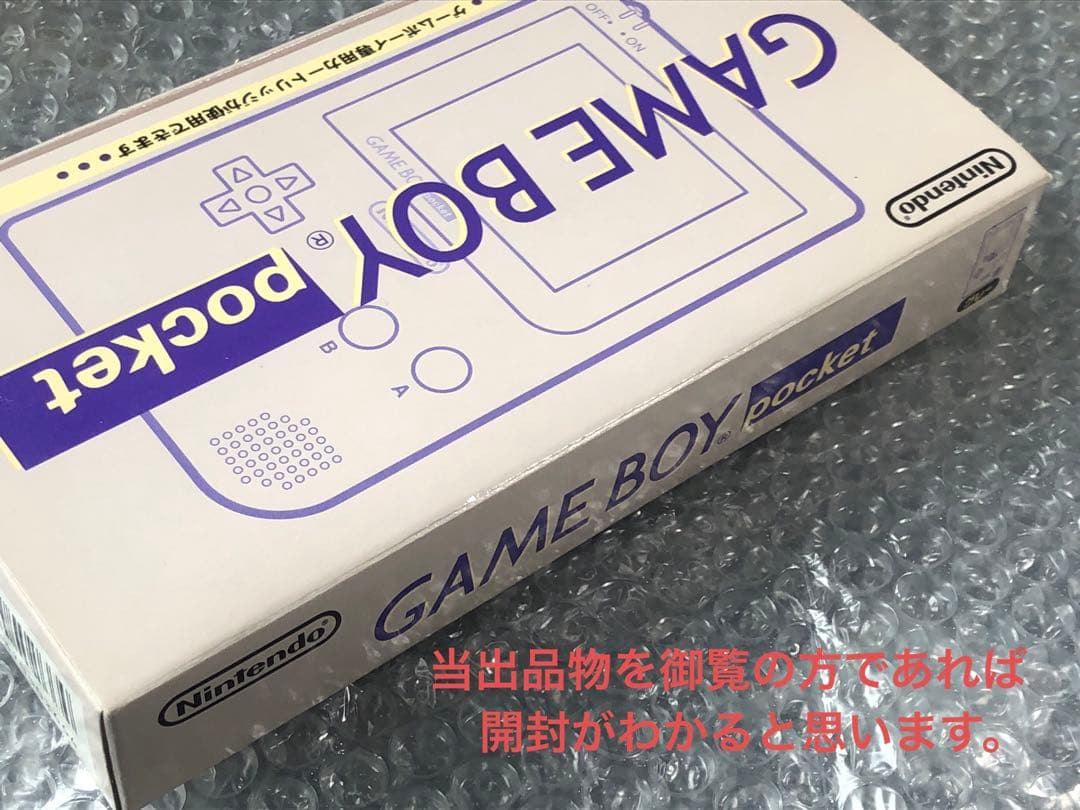 ゲームボーイ専用カートリッジが使用できます
OFF
ON
GAME BOY
pocket
Nintendo
GAME BOY
pocket
B
A
GAME BOY pocket
Nintendo
当出品物を御覧の方であれば
開封がわかると思います。